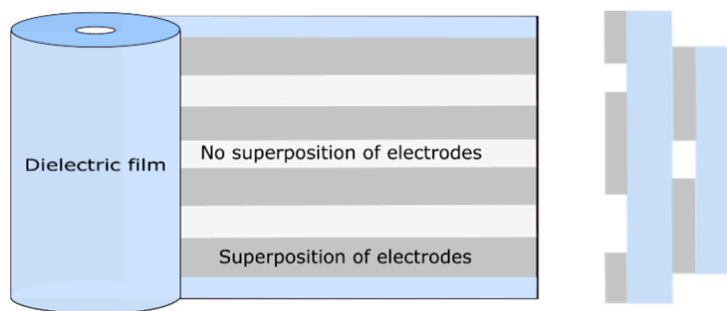 No superposition of electrodes
Dielectric film
Superposition of electrodes